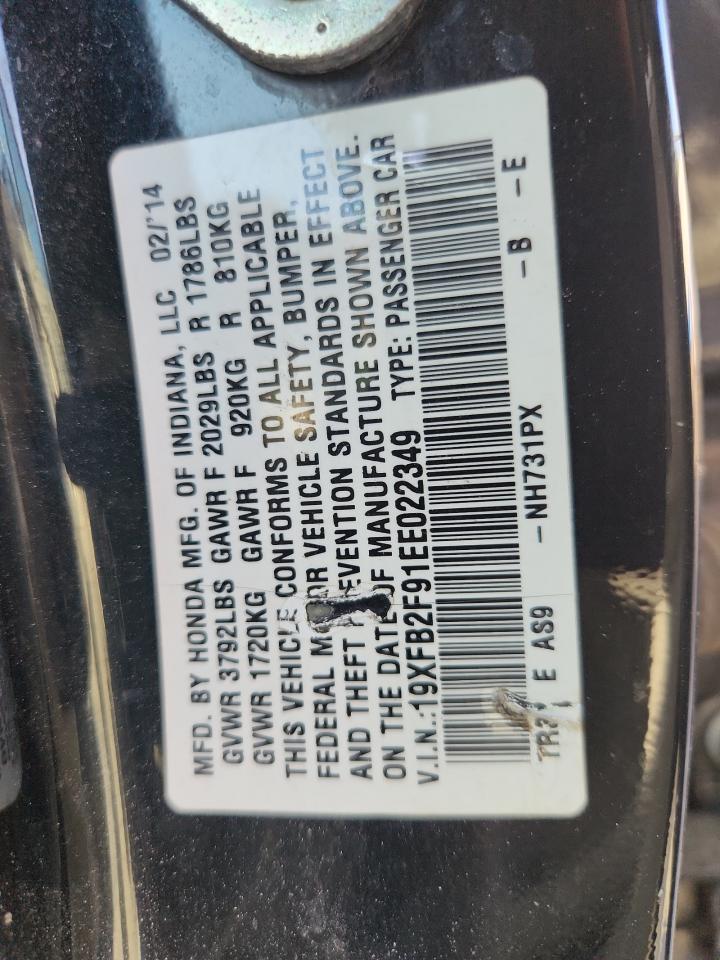 MFD. BY HONDA MFG. OF INDIANA, LLC 02/'14
GVWR 3792LBS GAWR F 2029LBS R 1786LBS
GVWR 1720KG GAWR F 920KG R 810KG
THIS VEHICLE CONFORMS TO ALL APPLICABLE
FEDERAL VEHICLE SAFETY, BUMPER,
AND THEFT STANDARDS IN EFFECT
ON THE DATE OF MANUFACTURE SHOWN ABOVE.
V.I.N.:19XFB2F91EE022349 TYPE: PASSENGER CAR
E AS9 -NH731PX -B -E